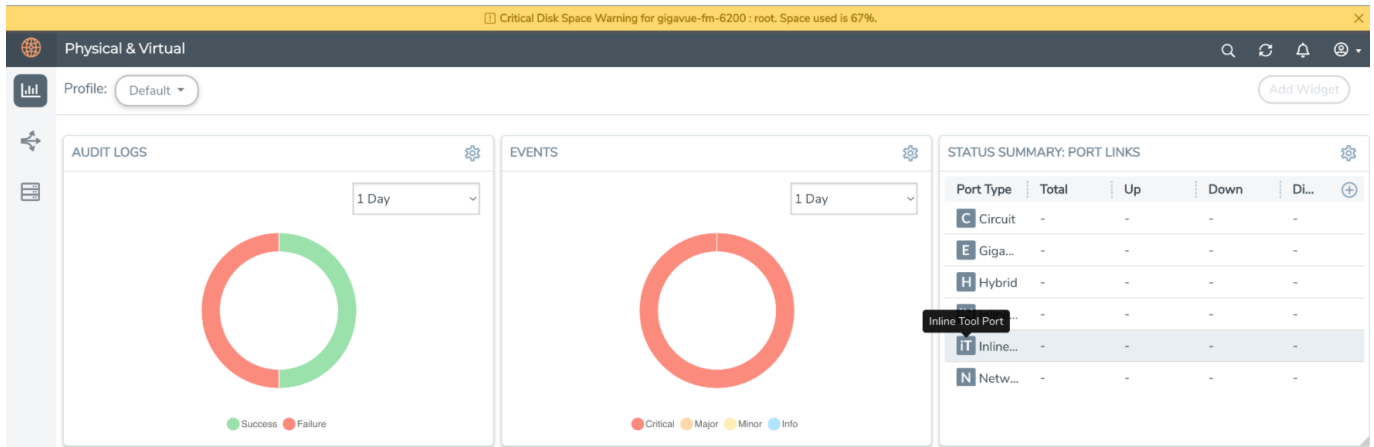 Critical Disk Space Warning for gigavue-fm-6200 : root. Space used is 67%.
Physical & Virtual
Profile: Default
Add Widget
AUDIT LOGS
1 Day
Success Failure
EVENTS
1 Day
Critical Major Minor Info
STATUS SUMMARY: PORT LINKS
Port Type Total Up Down Di...
C Circuit - - - -
E Giga... - - - -
H Hybrid - - - -
Inline Tool Port
iT Inline... - - - -
N Netw... - - - -